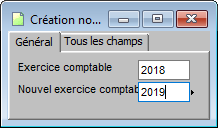 Création no...
Général Tous les champs
Exercice comptable 2018
Nouvel exercice comptab 2019